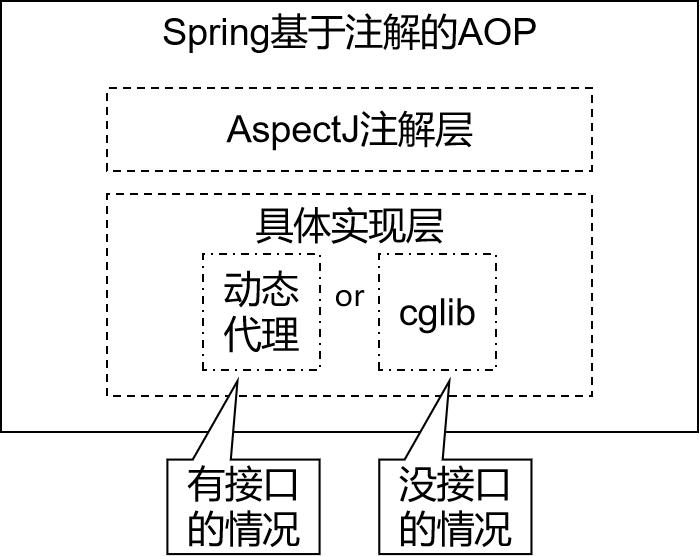 Spring基于注解的AOP
AspectJ注解层
具体实现层
动态
代理
or
cglib
有接口
的情况
没接口
的情况